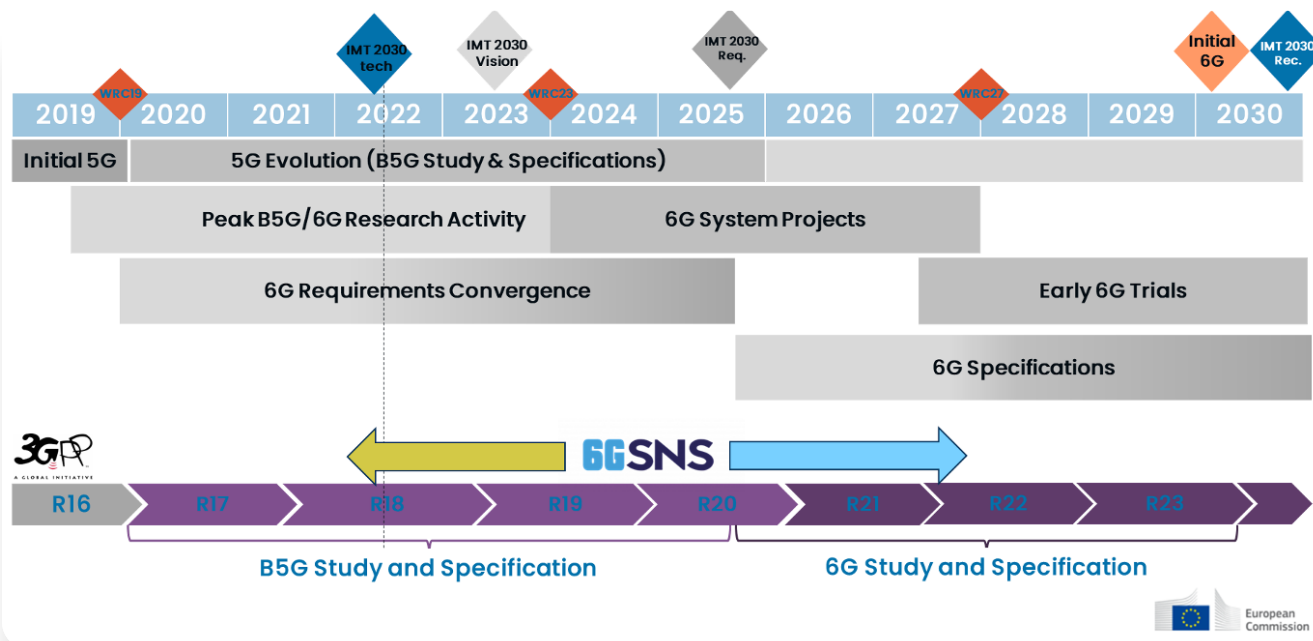 IMT 2030
tech
IMT 2030
Vision
IMT 2030
Req.
Initial
6G
IMT 2030
Rec.
WRC19
WRC23
WRC27
2019 2020 2021 2022 2023 2024 2025 2026 2027 2028 2029 2030
Initial 5G
5G Evolution (B5G Study & Specifications)
Peak B5G/6G Research Activity
6G System Projects
6G Requirements Convergence
Early 6G Trials
6G Specifications
3GPP
A GLOBAL INITIATIVE
6GSNS
R16 R17 R18 R19 R20 R21 R22 R23
B5G Study and Specification
6G Study and Specification
European
Commission